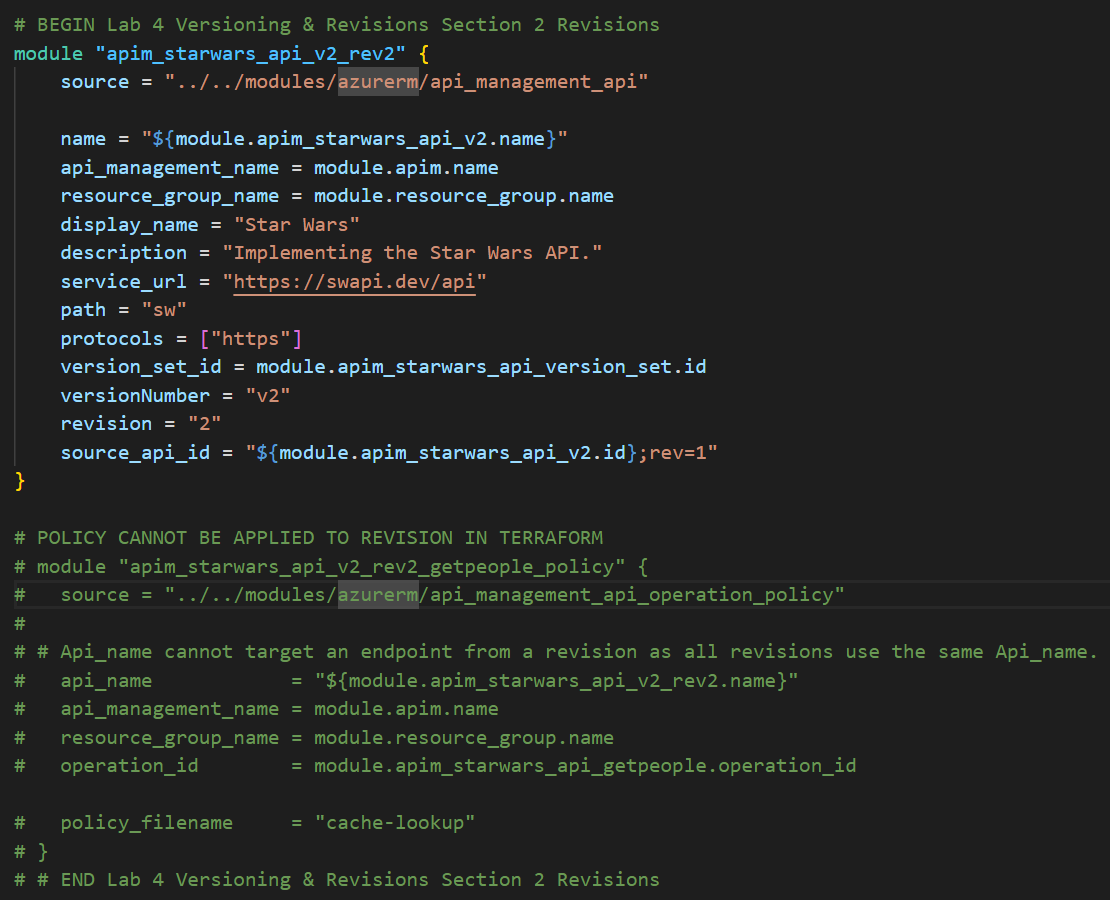 # BEGIN Lab 4 Versioning & Revisions Section 2 Revisions
module "apim_starwars_api_v2_rev2" {
    source = "../../modules/azurerm/api_management_api"

    name = "${module.apim_starwars_api_v2.name}"
    api_management_name = module.apim.name
    resource_group_name = module.resource_group.name
    display_name = "Star Wars"
    description = "Implementing the Star Wars API."
    service_url = "https://swapi.dev/api"
    path = "sw"
    protocols = ["https"]
    version_set_id = module.apim_starwars_api_version_set.id
    versionNumber = "v2"
    revision = "2"
    source_api_id = "${module.apim_starwars_api_v2.id};rev=1"
}

# POLICY CANNOT BE APPLIED TO REVISION IN TERRAFORM
# module "apim_starwars_api_v2_rev2_getpeople_policy" {
#   source = "../../modules/azurerm/api_management_api_operation_policy"
#
# # Api_name cannot target an endpoint from a revision as all revisions use the same Api_name.
#   api_name            = "${module.apim_starwars_api_v2_rev2.name}"
#   api_management_name = module.apim.name
#   resource_group_name = module.resource_group.name
#   operation_id        = module.apim_starwars_api_getpeople.operation_id

#   policy_filename     = "cache-lookup"
# }
# # END Lab 4 Versioning & Revisions Section 2 Revisions